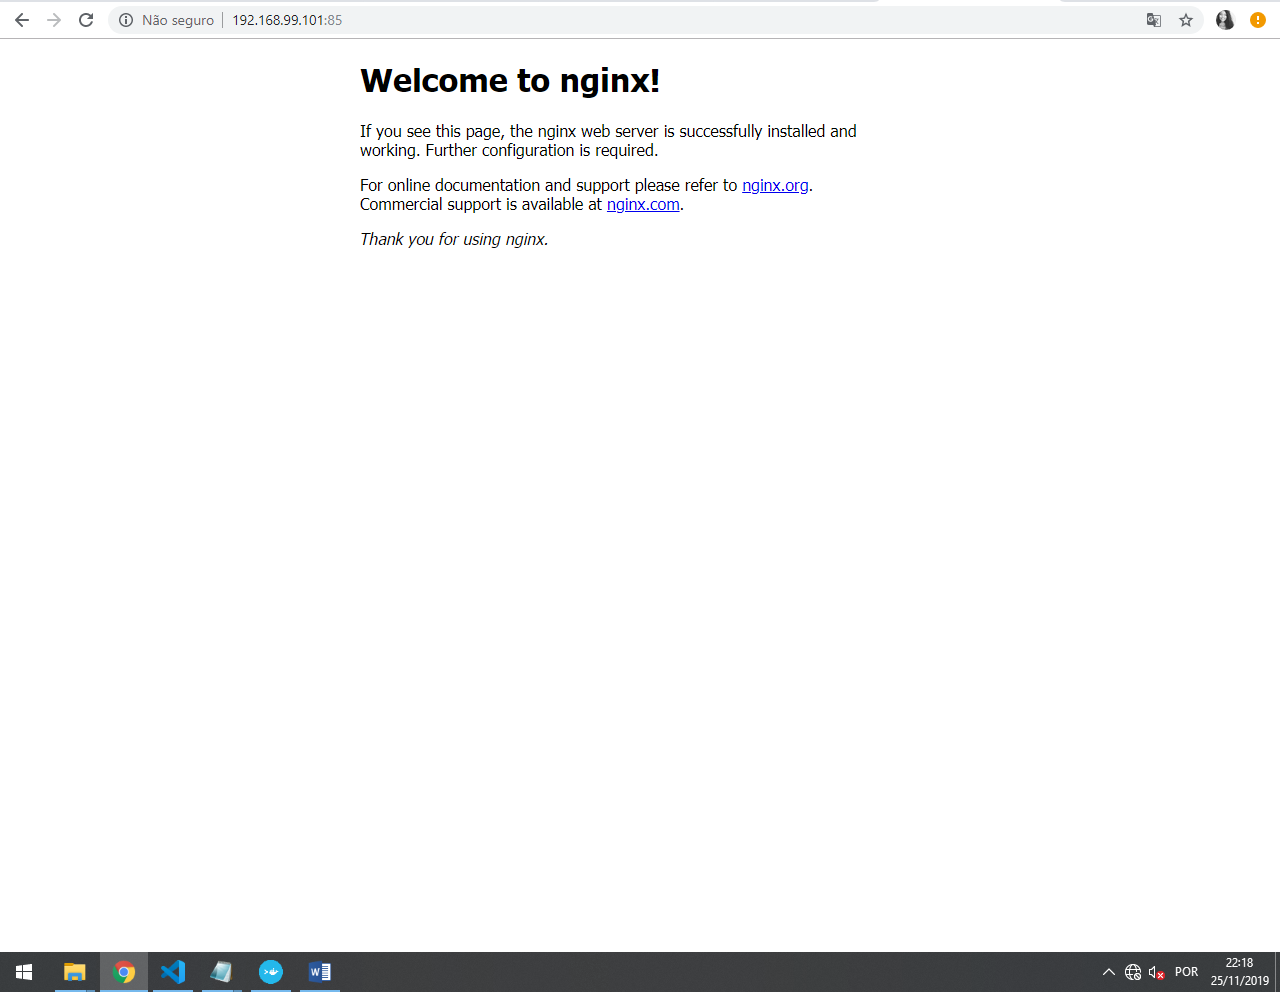 Não seguro | 192.168.99.101:85
Welcome to nginx!
If you see this page, the nginx web server is successfully installed and
working. Further configuration is required.
For online documentation and support please refer to nginx.org.
Commercial support is available at nginx.com.
Thank you for using nginx.
POR
22:18
25/11/2019